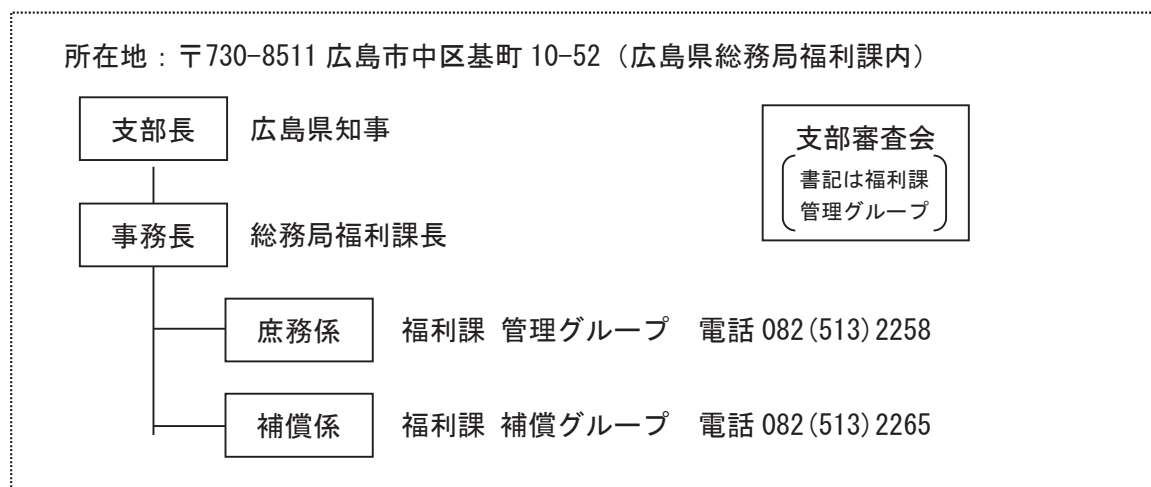 所在地：〒730-8511 広島市中区基町 10-52（広島県総務局福利課内）
支部長 広島県知事
支部審査会
書記は福利課
管理グループ
事務長 総務局福利課長
庶務係 福利課 管理グループ 電話 082(513)2258
補償係 福利課 補償グループ 電話 082(513)2265